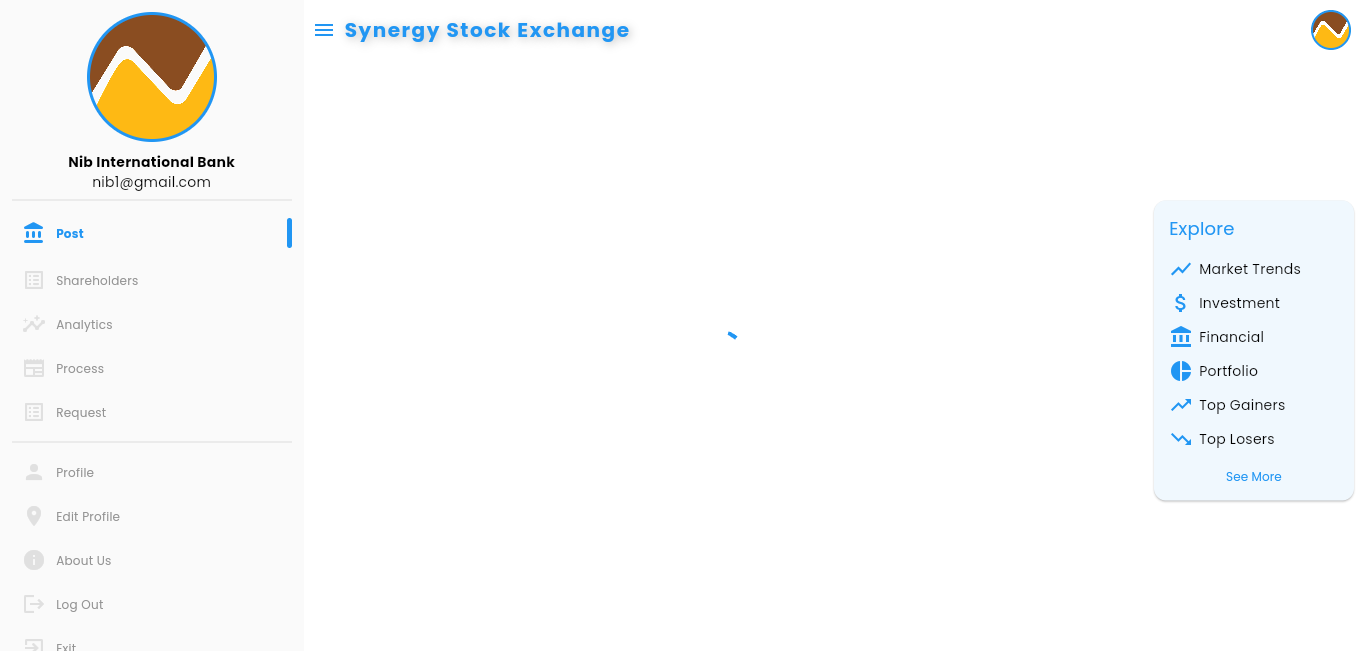 Synergy Stock Exchange
Nib International Bank
nib1@gmail.com
Post
Shareholders
Analytics
Process
Request
Profile
Edit Profile
About Us
Log Out
Exit
Explore
Market Trends
Investment
Financial
Portfolio
Top Gainers
Top Losers
See More